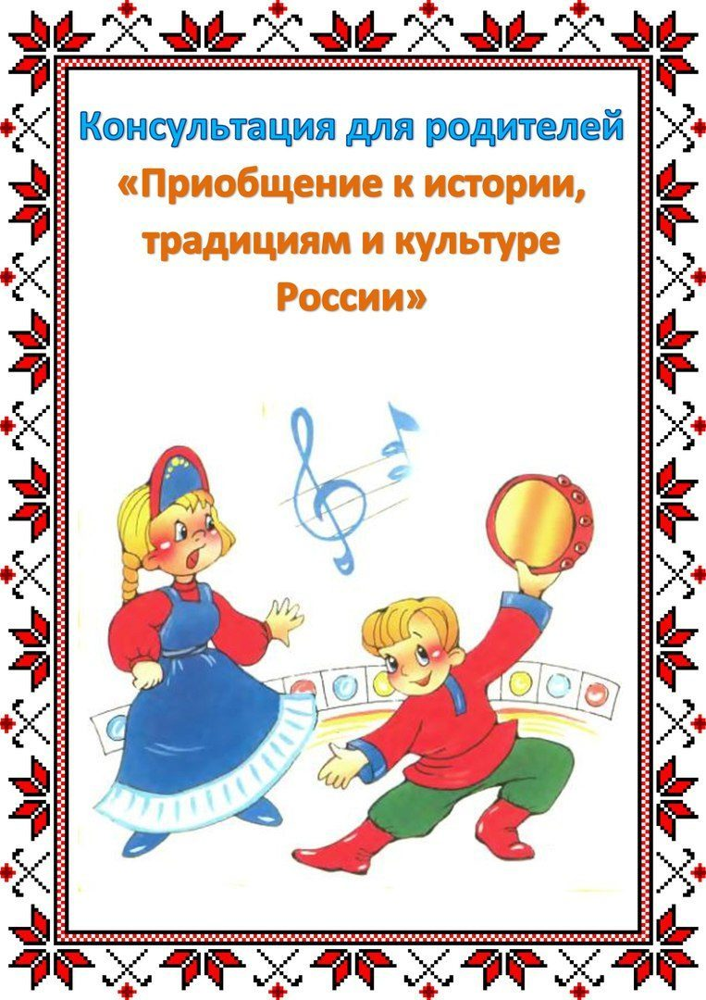 Консультация для родителей
«Приобщение к истории,
традициям и культуре
России»